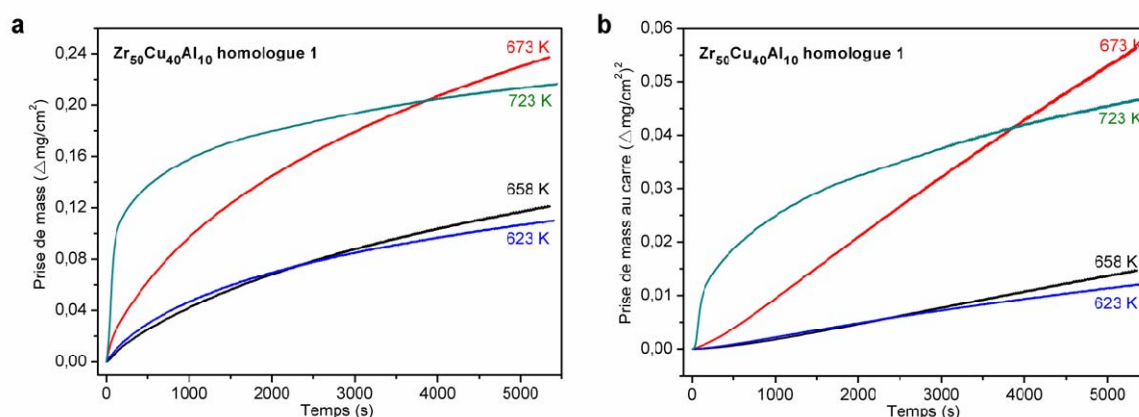 a
Zr50Cu40Al10 homologue 1
673 K
723 K
658 K
623 K
Prise de mass (△mg/cm²)
0,24
0,20
0,16
0,12
0,08
0,04
0,00
0 1000 2000 3000 4000 5000
Temps (s)
b
Zr50Cu40Al10 homologue 1
673 K
723 K
658 K
623 K
Prise de mass au carre (△mg/cm²)²
0,06
0,05
0,04
0,03
0,02
0,01
0,00
0 1000 2000 3000 4000 5000
Temps (s)